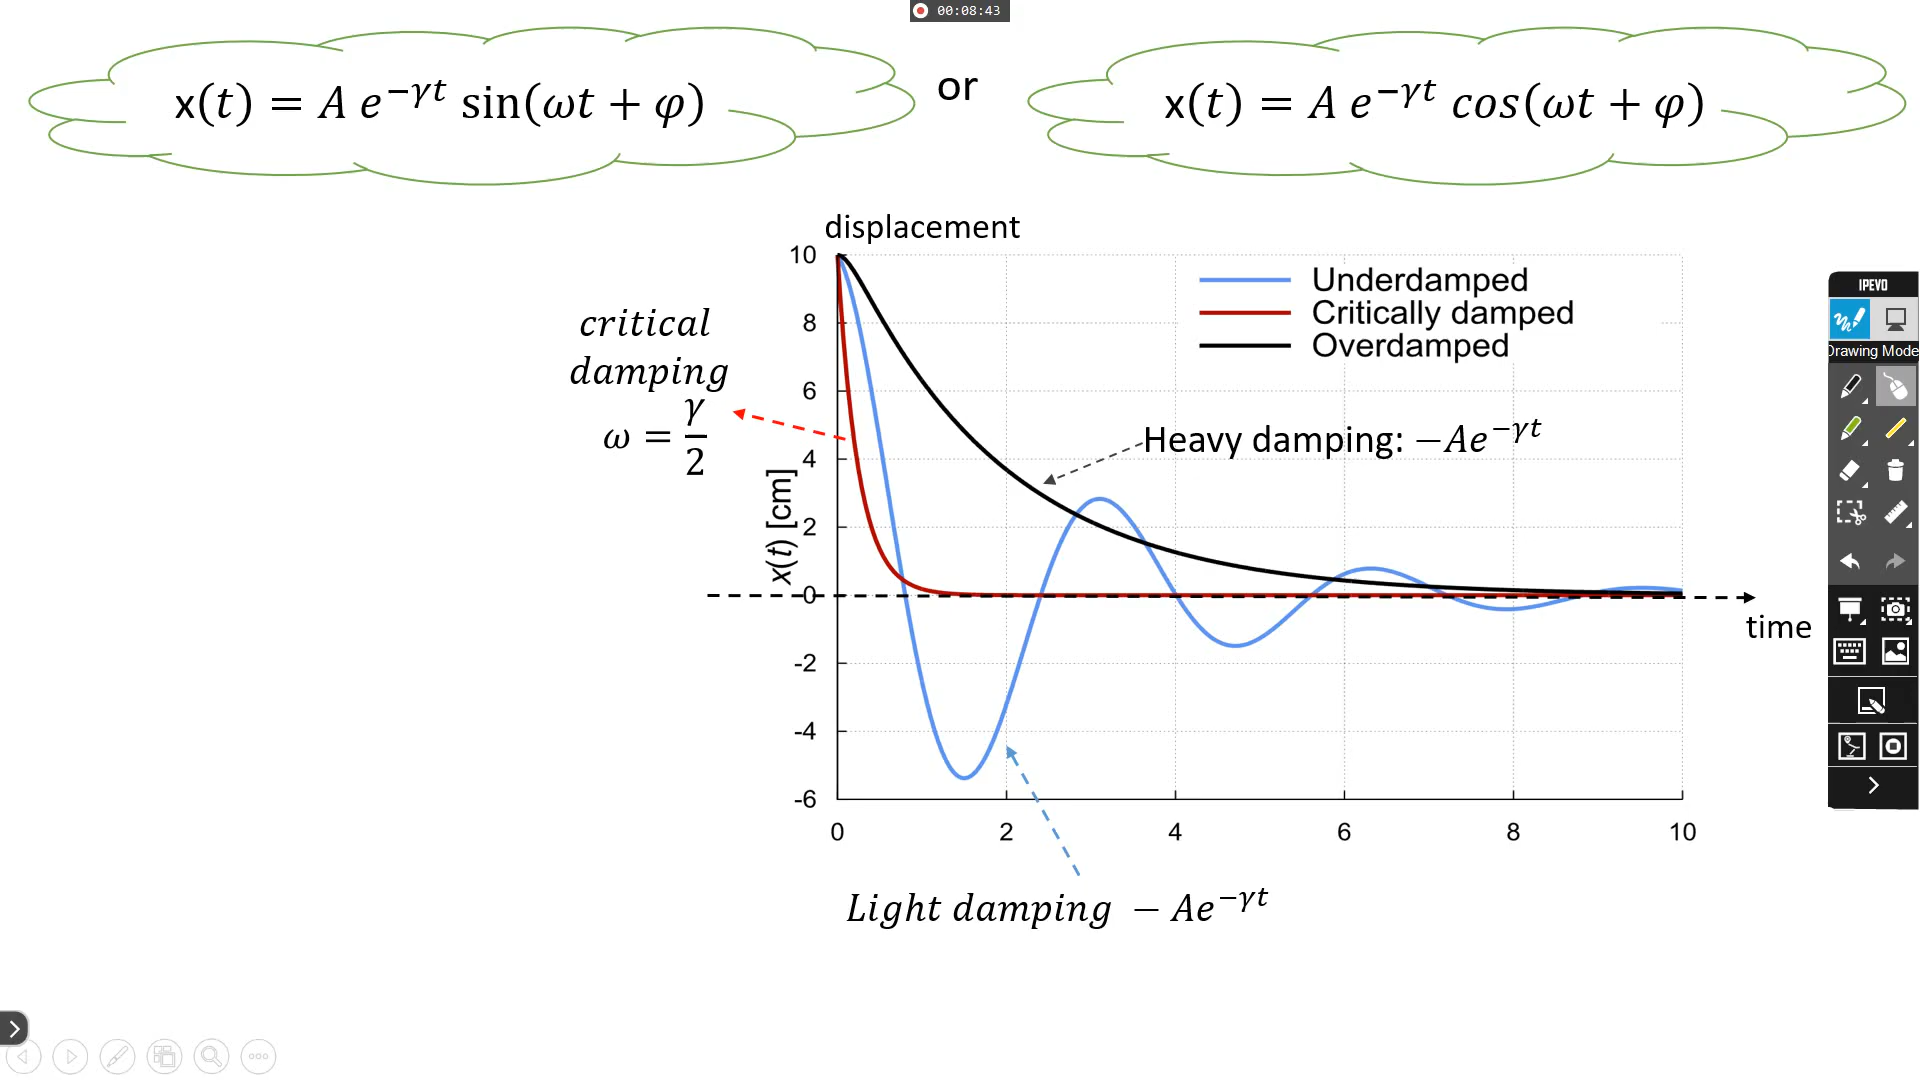 00:08:43
x(t) = A e^{−γt} sin(ωt + φ)
or
x(t) = A e^{−γt} cos(ωt + φ)
displacement
10
8
6
4
2
0
-2
-4
-6
x(t) [cm]
Underdamped
Critically damped
Overdamped
critical
damping
ω = γ/2
Heavy damping: −Ae^{−γt}
time
0 2 4 6 8 10
Light damping − Ae^{−γt}
IPEVO
Drawing Mode